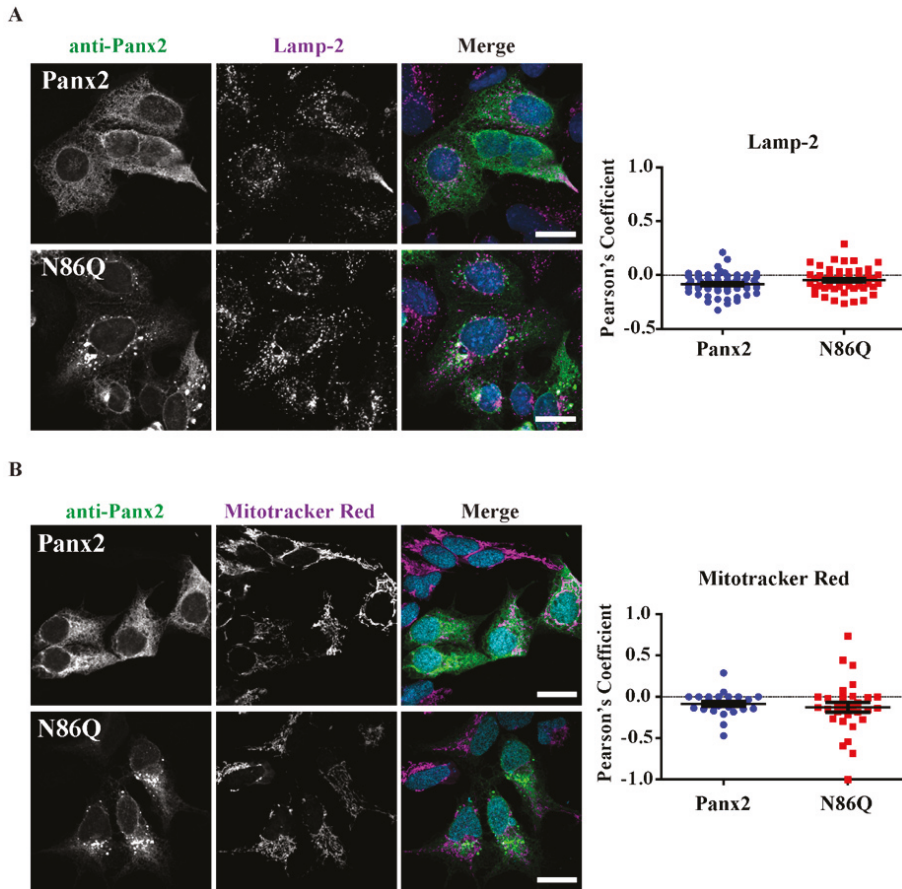 A
anti-Panx2 Lamp-2 Merge
Panx2
N86Q
Lamp-2
Pearson's Coefficient
1.0
0.5
0.0
-0.5
Panx2 N86Q
B
anti-Panx2 Mitotracker Red Merge
Panx2
N86Q
Mitotracker Red
Pearson's Coefficient
1.0
0.5
0.0
-0.5
-1.0
Panx2 N86Q